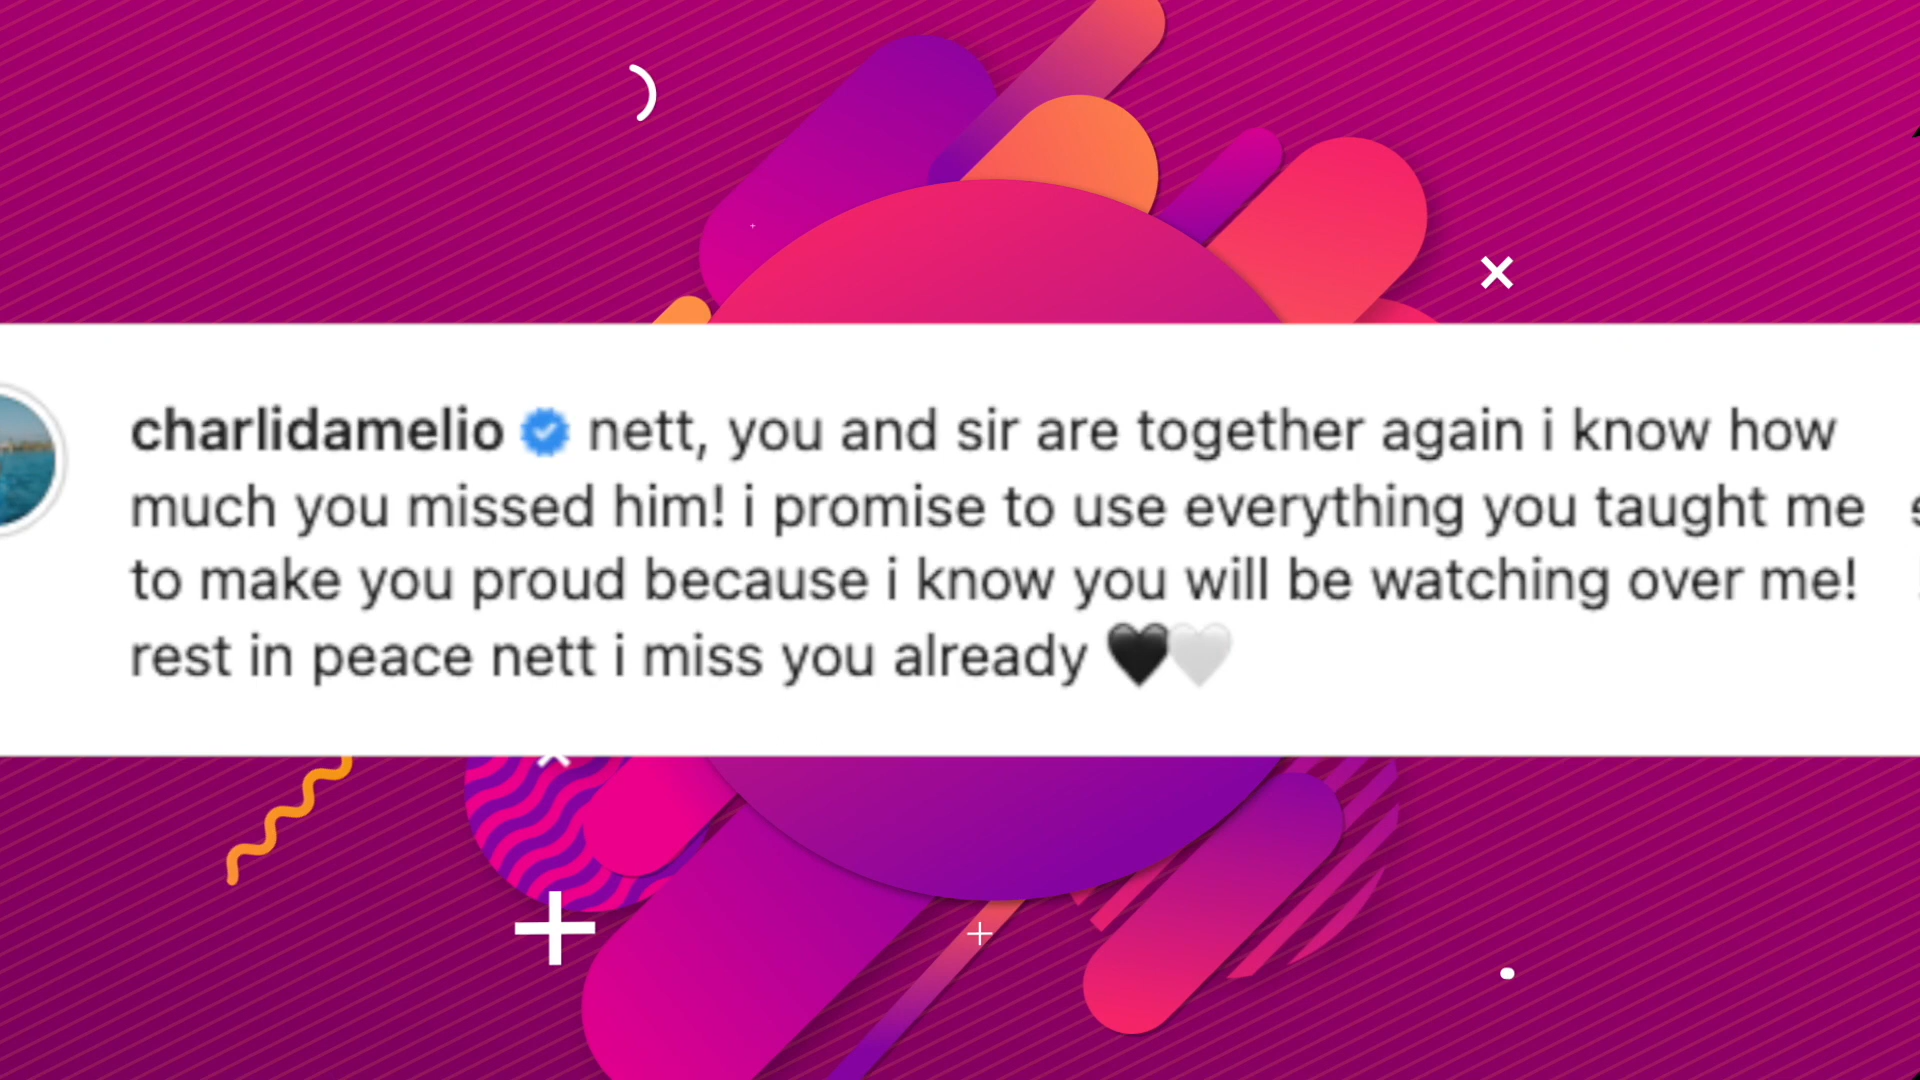 charlidamelio nett, you and sir are together again i know how
much you missed him! i promise to use everything you taught me
to make you proud because i know you will be watching over me!
rest in peace nett i miss you already 🖤🤍